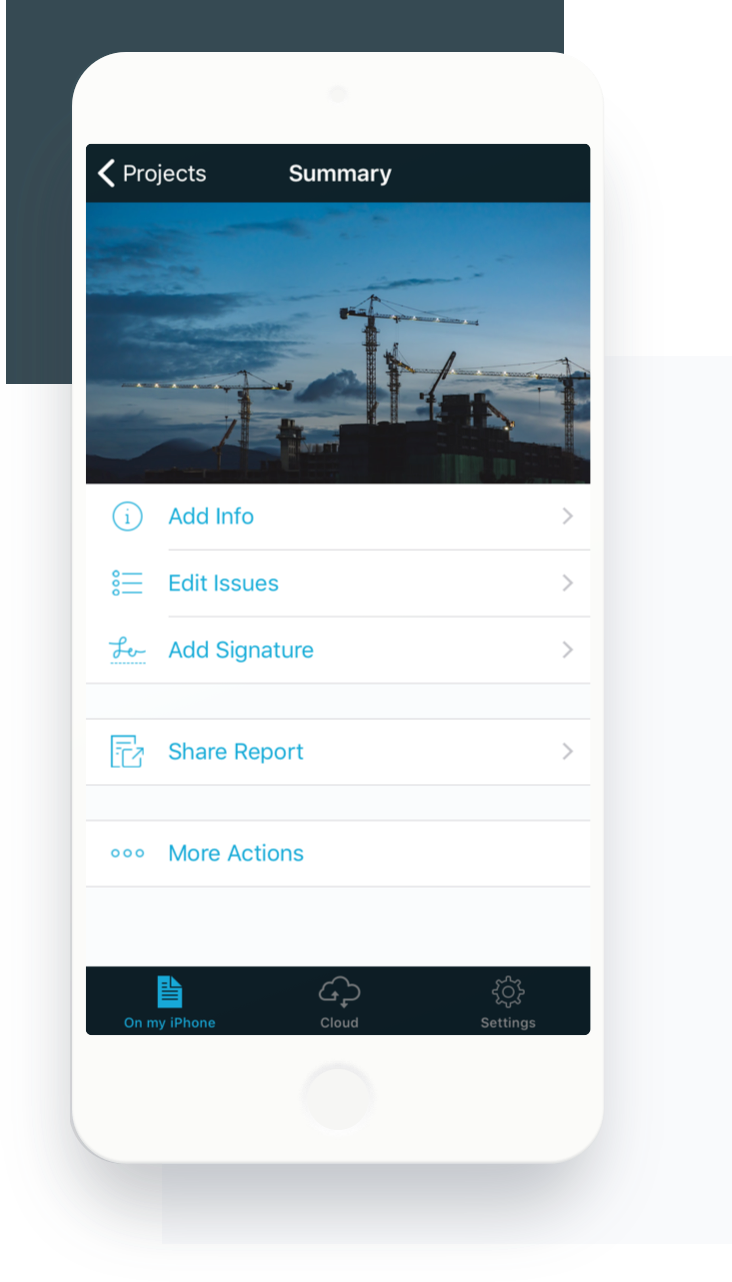 Projects
Summary
Add Info
Edit Issues
Add Signature
Share Report
More Actions
On my iPhone
Cloud
Settings